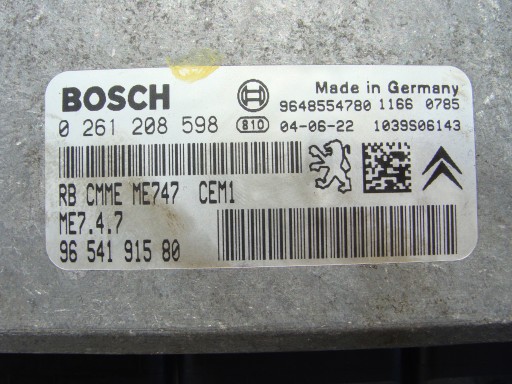 BOSCH
Made in Germany
9648554780 1166 0785
0 261 208 598 810 04-06-22 1039S06143
RB CMME ME747 CEM1
ME7.4.7
96 541 915 80